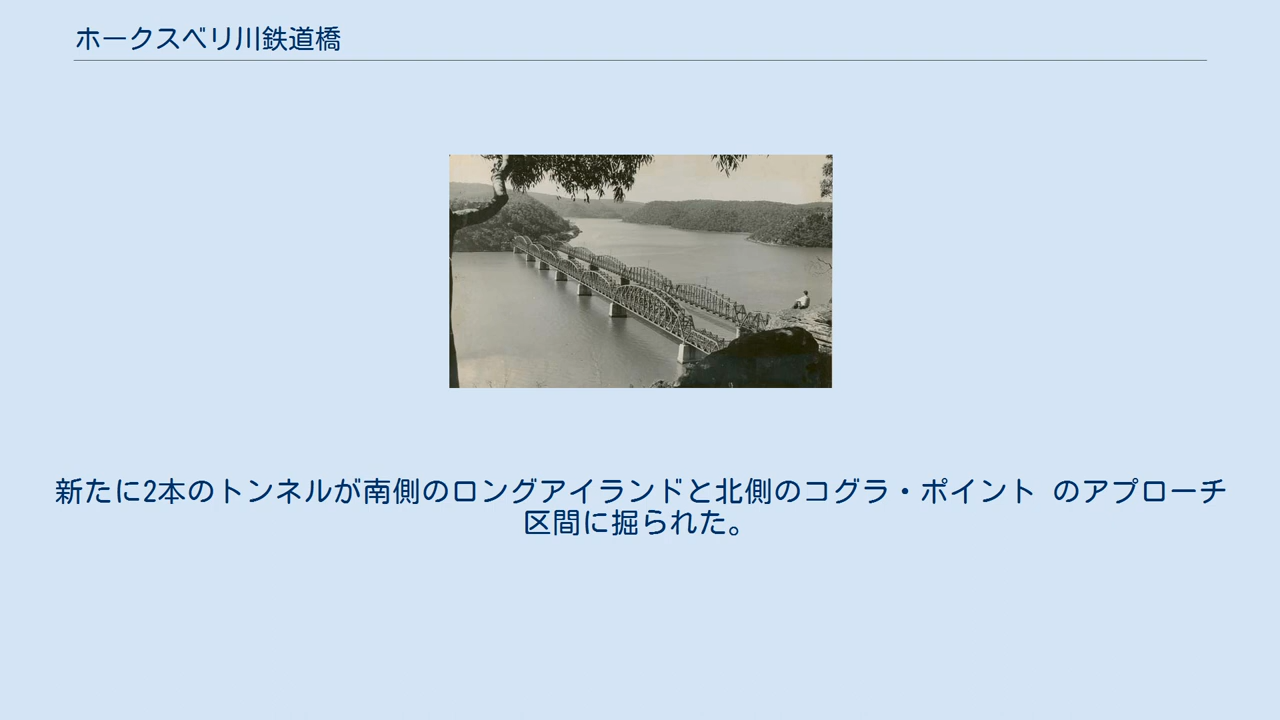 ホークスベリ川鉄道橋
新たに2本のトンネルが南側のロングアイランドと北側のコグラ・ポイント のアプローチ
区間に掘られた。